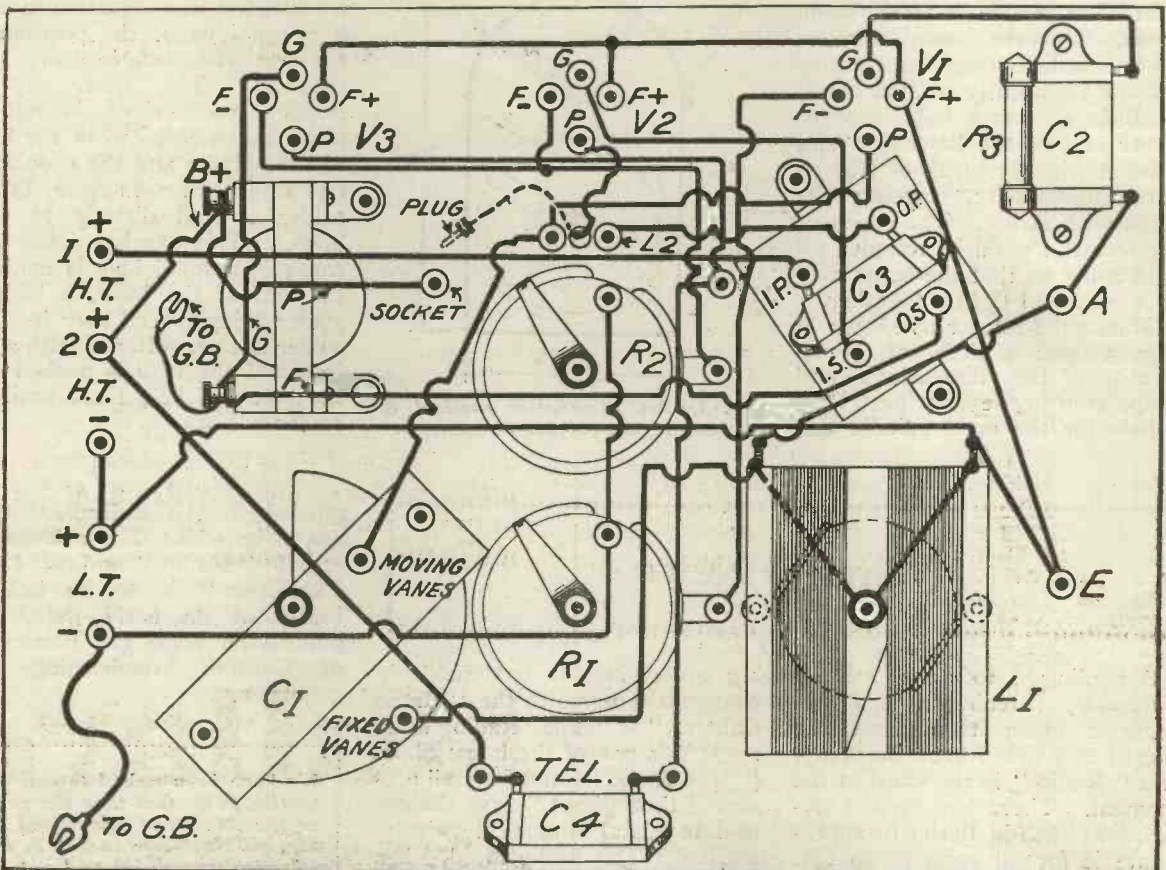 G
F-
F+
P
V3
G
F-
F+
P
V2
G
F-
F+
P
V1
R3
C2
B+
PLUG
L2
O.P.
I.P.
C3
O.S.
I.S.
A
+
1
H.T.
+
2
H.T.
-
+
L.T.
-
TO
G.B.
P
G
F
SOCKET
R2
MOVING
VANES
R1
C1
FIXED
VANES
L1
E
TEL.
C4
TO G.B.